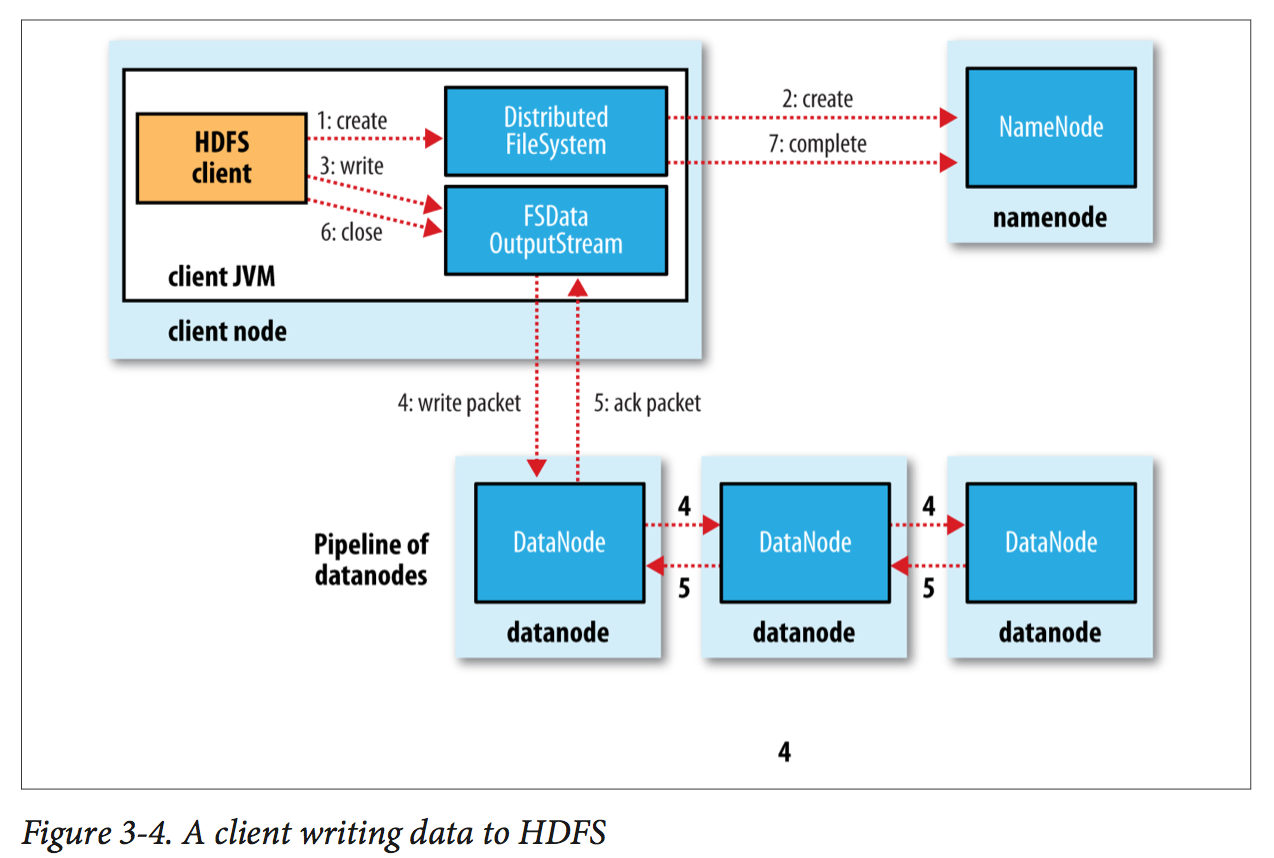 HDFS
client
1: create
3: write
6: close
Distributed
FileSystem
FSData
OutputStream
client JVM
client node
2: create
7: complete
NameNode
namenode
4: write packet
5: ack packet
Pipeline of
datanodes
DataNode
datanode
4
5
DataNode
datanode
4
5
DataNode
datanode
4
Figure 3-4. A client writing data to HDFS